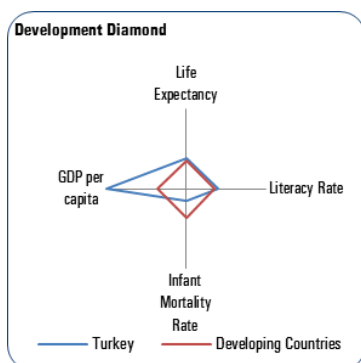 Development Diamond
Life
Expectancy
GDP per
capita
Literacy Rate
Infant
Mortality
Rate
Turkey
Developing Countries